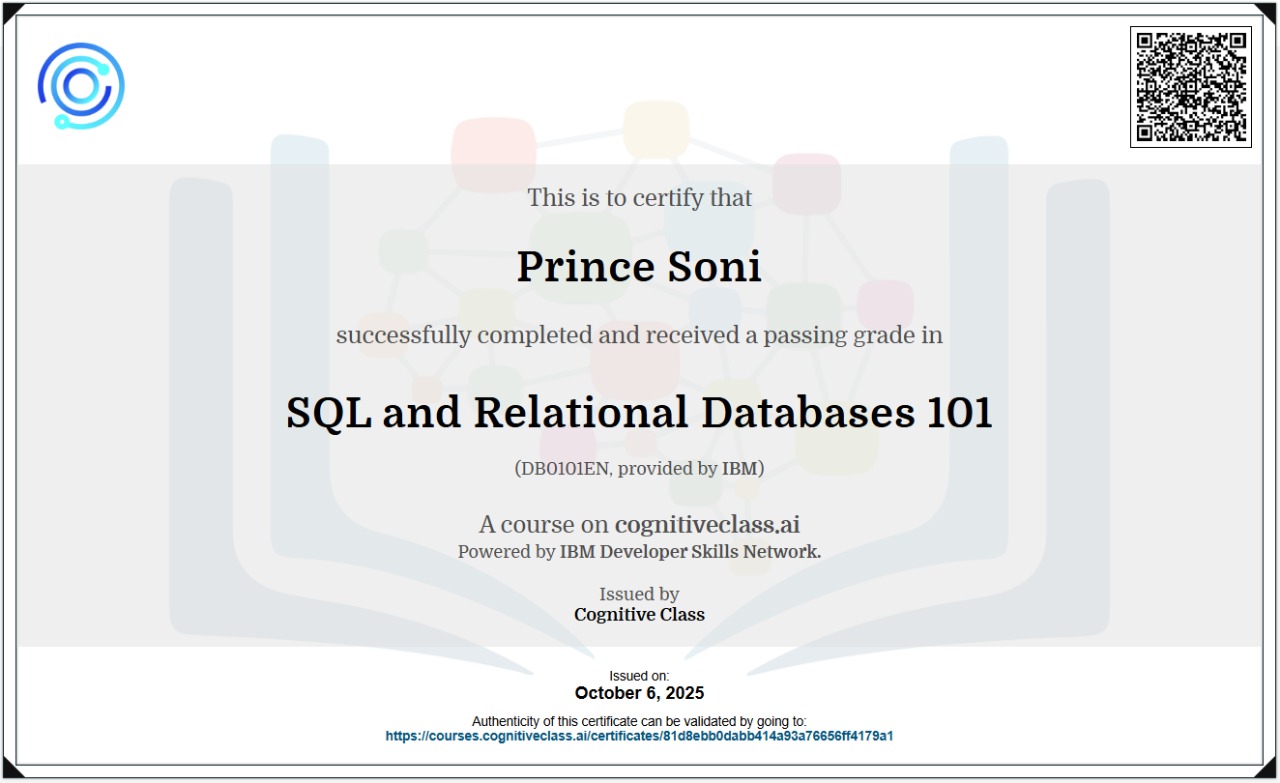 This is to certify that
Prince Soni
successfully completed and received a passing grade in
SQL and Relational Databases 101
(DB0101EN, provided by IBM)
A course on cognitiveclass.ai
Powered by IBM Developer Skills Network.
Issued by
Cognitive Class
Issued on:
October 6, 2025
Authenticity of this certificate can be validated by going to:
https://courses.cognitiveclass.ai/certificates/81d8ebb0dabb414a93a76656ff4179a1